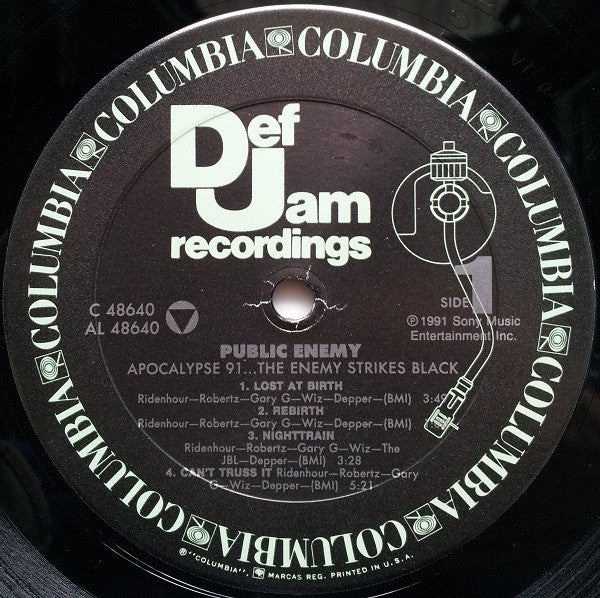 COLUMBIA COLUMBIA COLUMBIA COLUMBIA COLUMBIA COLUMBIA COLUMBIA COLUMBIA
Def
Jam
recordings
C 48640
AL 48640
SIDE 1
℗ 1991 Sony Music
Entertainment Inc.
PUBLIC ENEMY
APOCALYPSE 91...THE ENEMY STRIKES BLACK
1. LOST AT BIRTH
Ridenhour—Robertz—Gary G—Wiz—Depper—(BMI) 3:49
2. REBIRTH
Ridenhour—Robertz—Gary G—Wiz—Depper—(BMI)
3. NIGHTTRAIN
Ridenhour—Robertz—Gary G—Wiz—The
JBL—Depper—(BMI) 3:28
4. CAN'T TRUSS IT Ridenhour—Robertz—Gary
G—Wiz—Depper—(BMI) 5:21
® "COLUMBIA", MARCAS REG. PRINTED IN U.S.A.